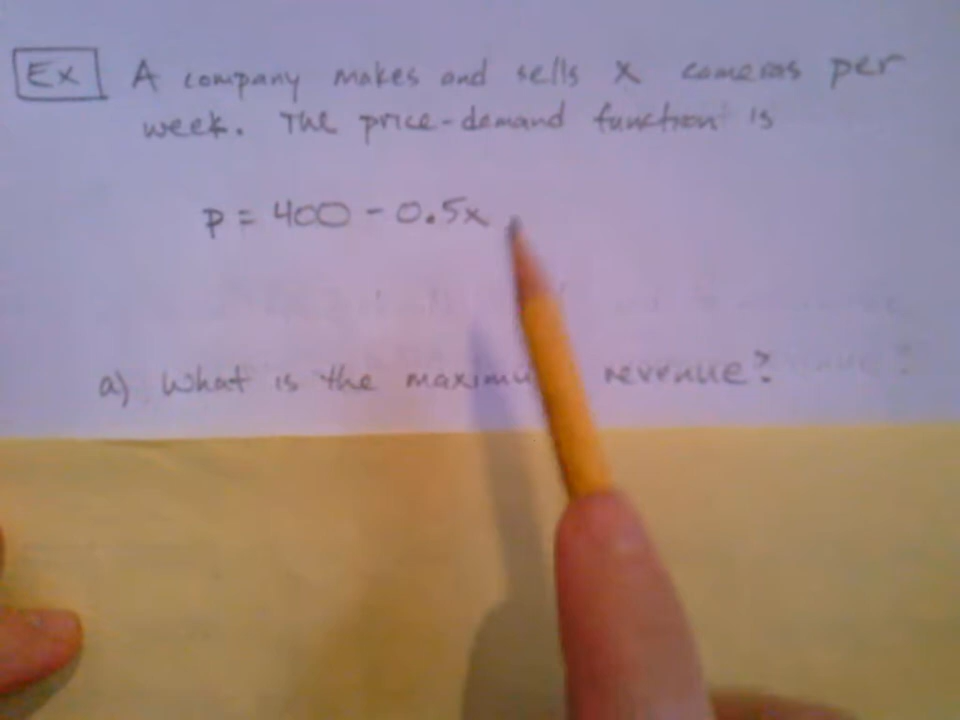 Ex A company makes and sells x cameras per
week. The price-demand function is
p = 400 - 0.5x
a) What is the maximum revenue?